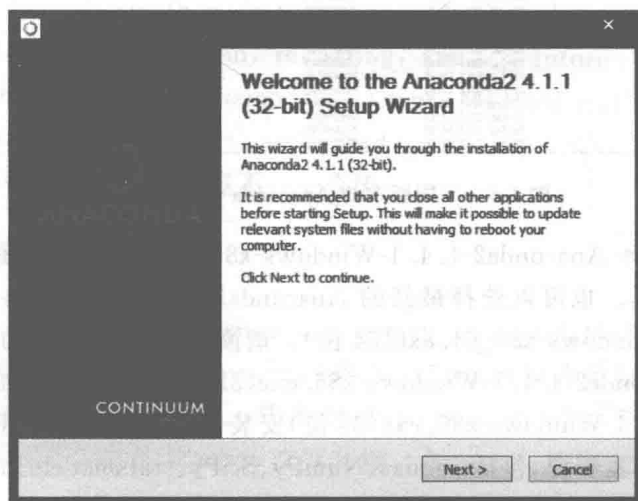 Welcome to the Anaconda2 4.1.1
(32-bit) Setup Wizard
This wizard will guide you through the installation of
Anaconda2 4.1.1 (32-bit).
It is recommended that you close all other applications
before starting Setup. This will make it possible to update
relevant system files without having to reboot your
computer.
Click Next to continue.
ANACONDA
CONTINUUM
Next >
Cancel